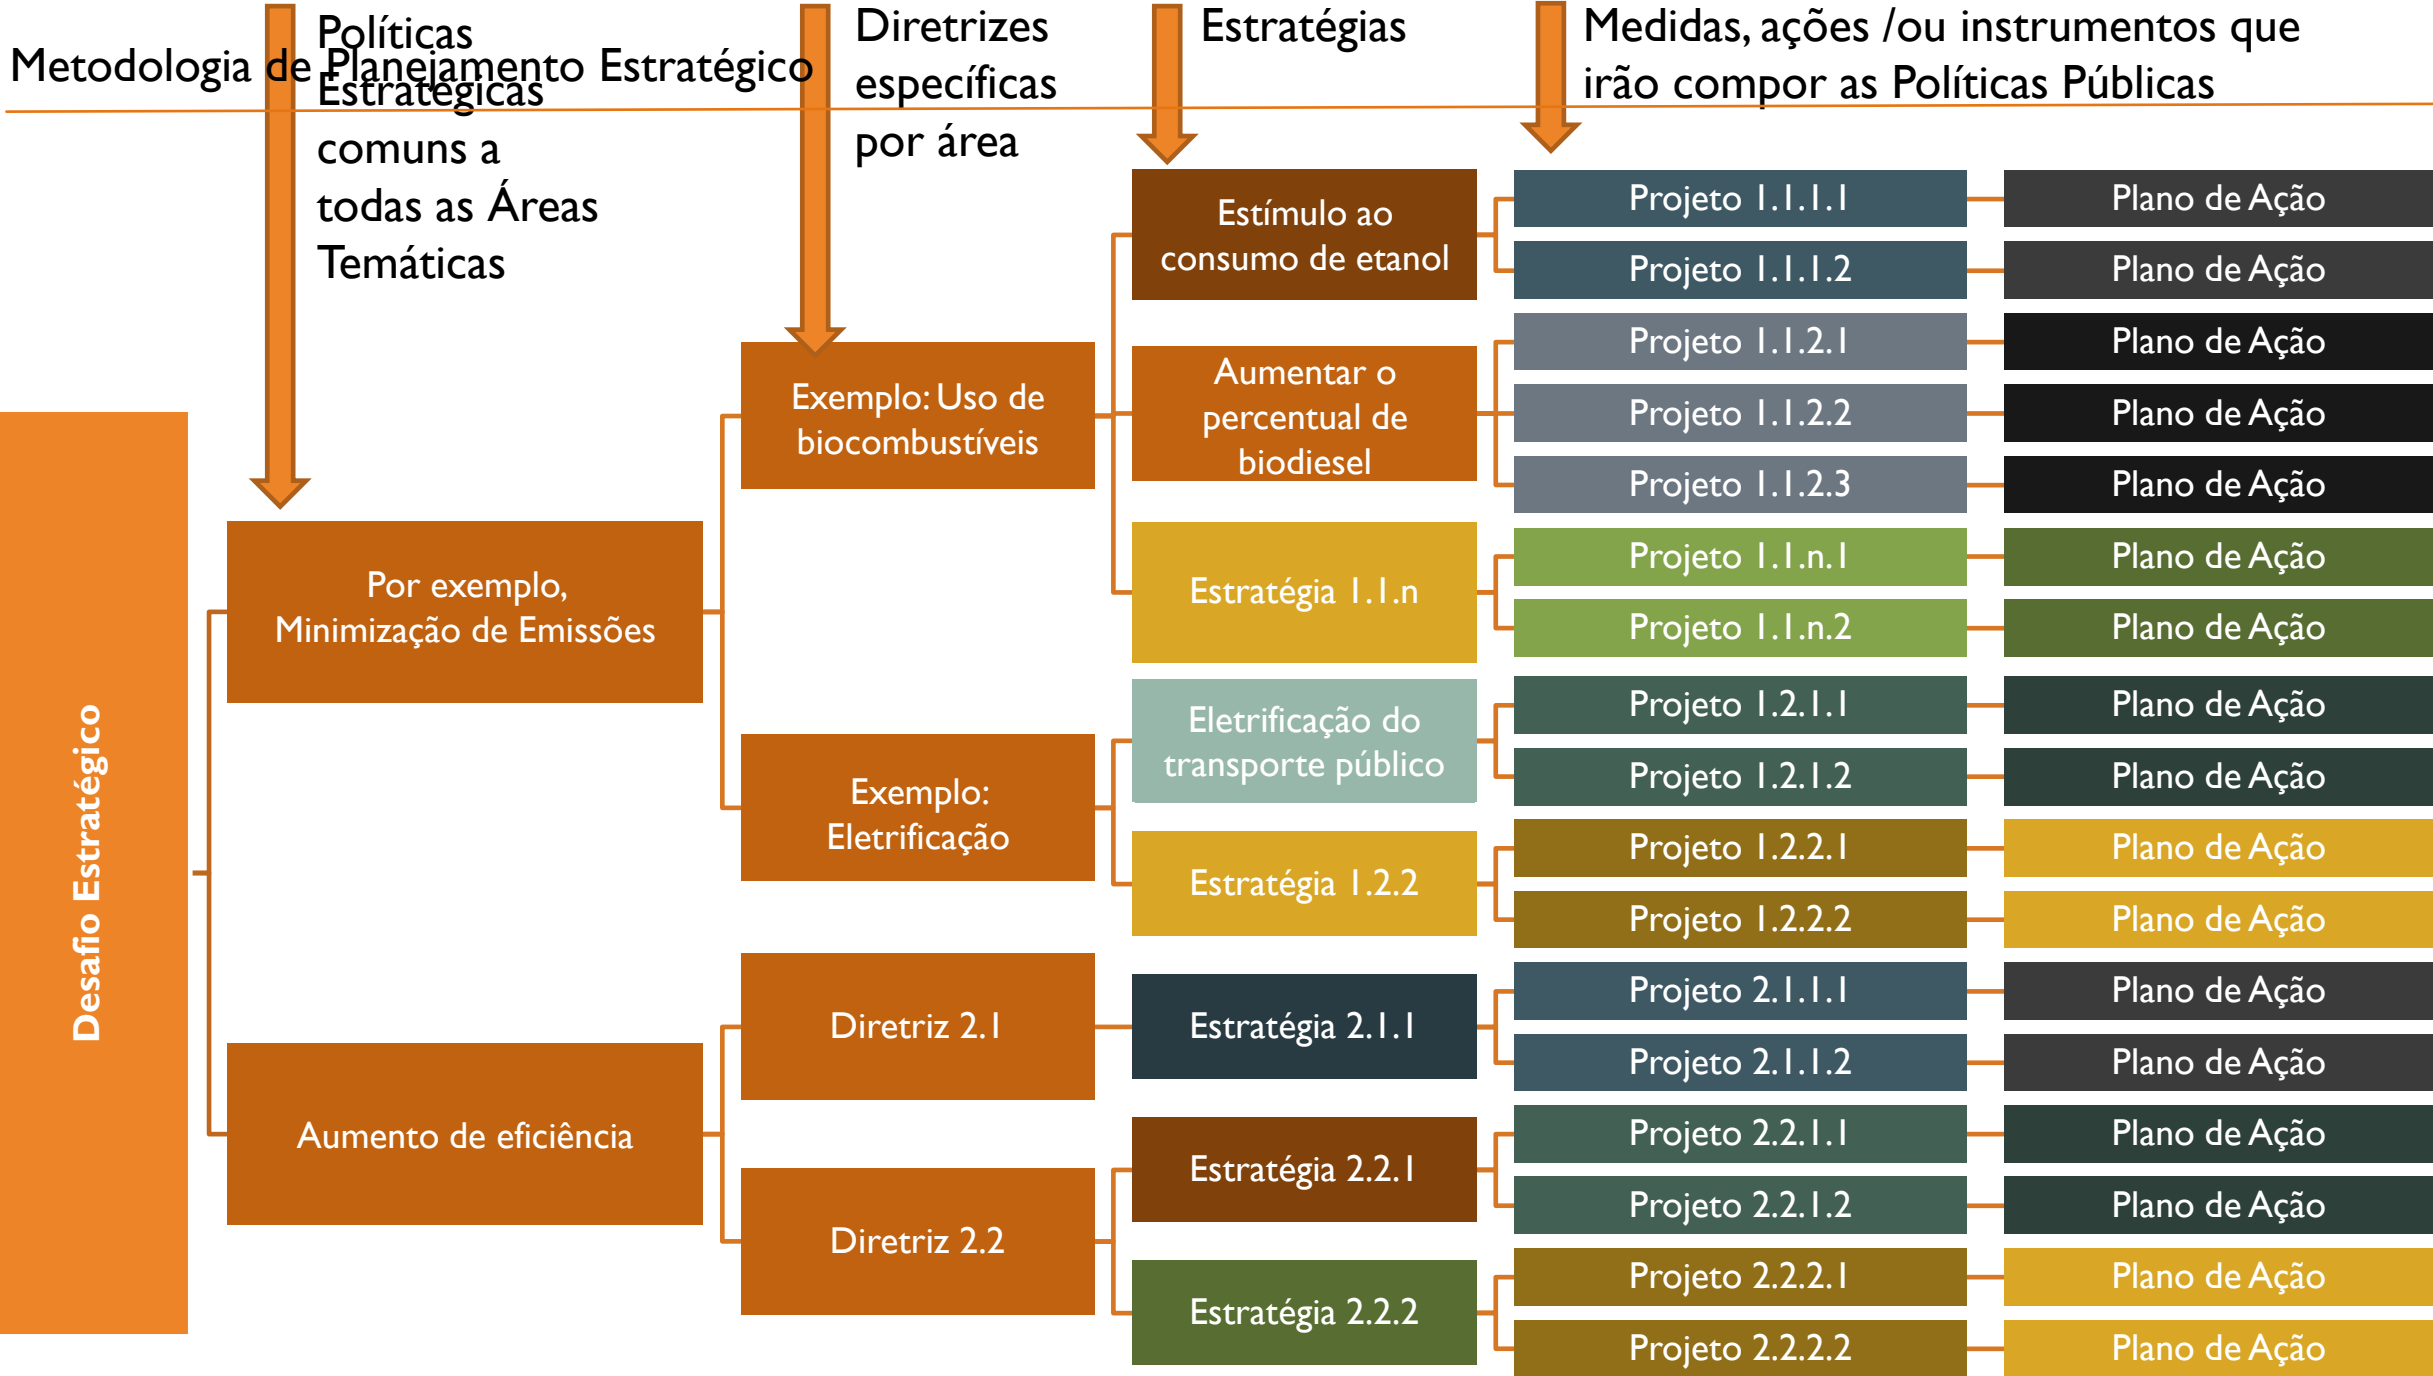 Metodologia de Planejamento Estratégico
Políticas
Estratégicas
comuns a
todas as Áreas
Temáticas
Diretrizes
específicas
por área
Estratégias
Medidas, ações /ou instrumentos que
irão compor as Políticas Públicas
Desafio Estratégico
Por exemplo,
Minimização de Emissões
Exemplo: Uso de
biocombustíveis
Estímulo ao
consumo de etanol
Projeto 1.1.1.1
Plano de Ação
Projeto 1.1.1.2
Plano de Ação
Aumentar o
percentual de
biodiesel
Projeto 1.1.2.1
Plano de Ação
Projeto 1.1.2.2
Plano de Ação
Projeto 1.1.2.3
Plano de Ação
Estratégia 1.1.n
Projeto 1.1.n.1
Plano de Ação
Projeto 1.1.n.2
Plano de Ação
Exemplo:
Eletrificação
Eletrificação do
transporte público
Projeto 1.2.1.1
Plano de Ação
Projeto 1.2.1.2
Plano de Ação
Estratégia 1.2.2
Projeto 1.2.2.1
Plano de Ação
Projeto 1.2.2.2
Plano de Ação
Aumento de eficiência
Diretriz 2.1
Estratégia 2.1.1
Projeto 2.1.1.1
Plano de Ação
Projeto 2.1.1.2
Plano de Ação
Diretriz 2.2
Estratégia 2.2.1
Projeto 2.2.1.1
Plano de Ação
Projeto 2.2.1.2
Plano de Ação
Estratégia 2.2.2
Projeto 2.2.2.1
Plano de Ação
Projeto 2.2.2.2
Plano de Ação